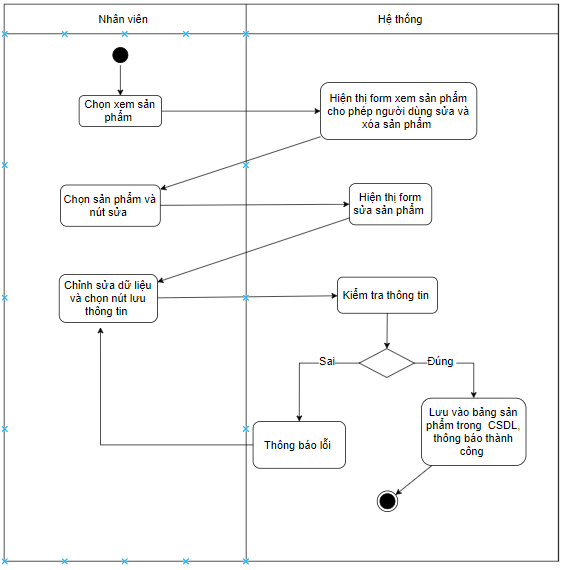 Nhân viên
Hệ thống
Chọn xem sản
phẩm
Hiện thị form xem sản phẩm
cho phép người dùng sửa và
xóa sản phẩm
Chọn sản phẩm và
nút sửa
Hiện thị form
sửa sản phẩm
Chỉnh sửa dữ liệu
và chọn nút lưu
thông tin
Kiểm tra thông tin
Sai
Đúng
Lưu vào bảng sản
phẩm trong CSDL,
thông báo thành
công
Thông báo lỗi